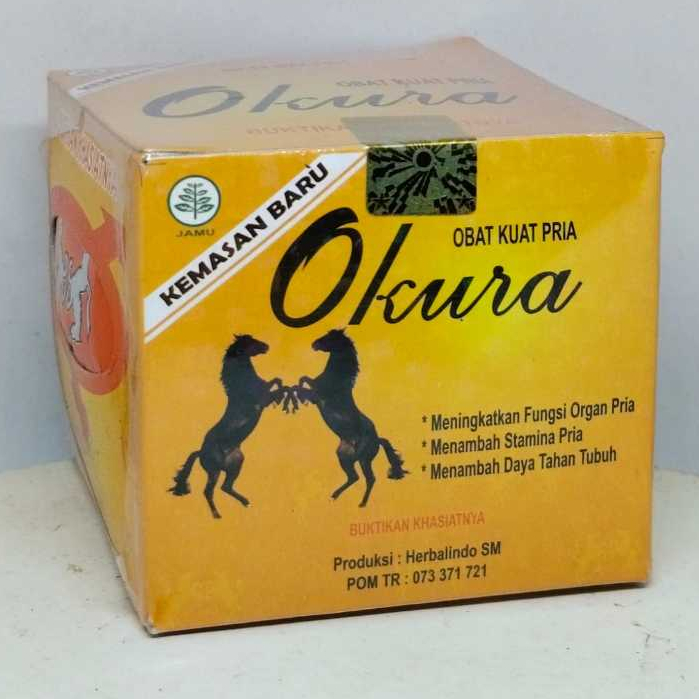 OBAT KUAT PRIA
Okura
JAMU
KEMASAN BARU
OBAT KUAT PRIA
Okura
* Meningkatkan Fungsi Organ Pria
* Menambah Stamina Pria
* Menambah Daya Tahan Tubuh
BUKTIKAN KHASIATNYA
Produksi : Herbalindo SM
POM TR : 073 371 721